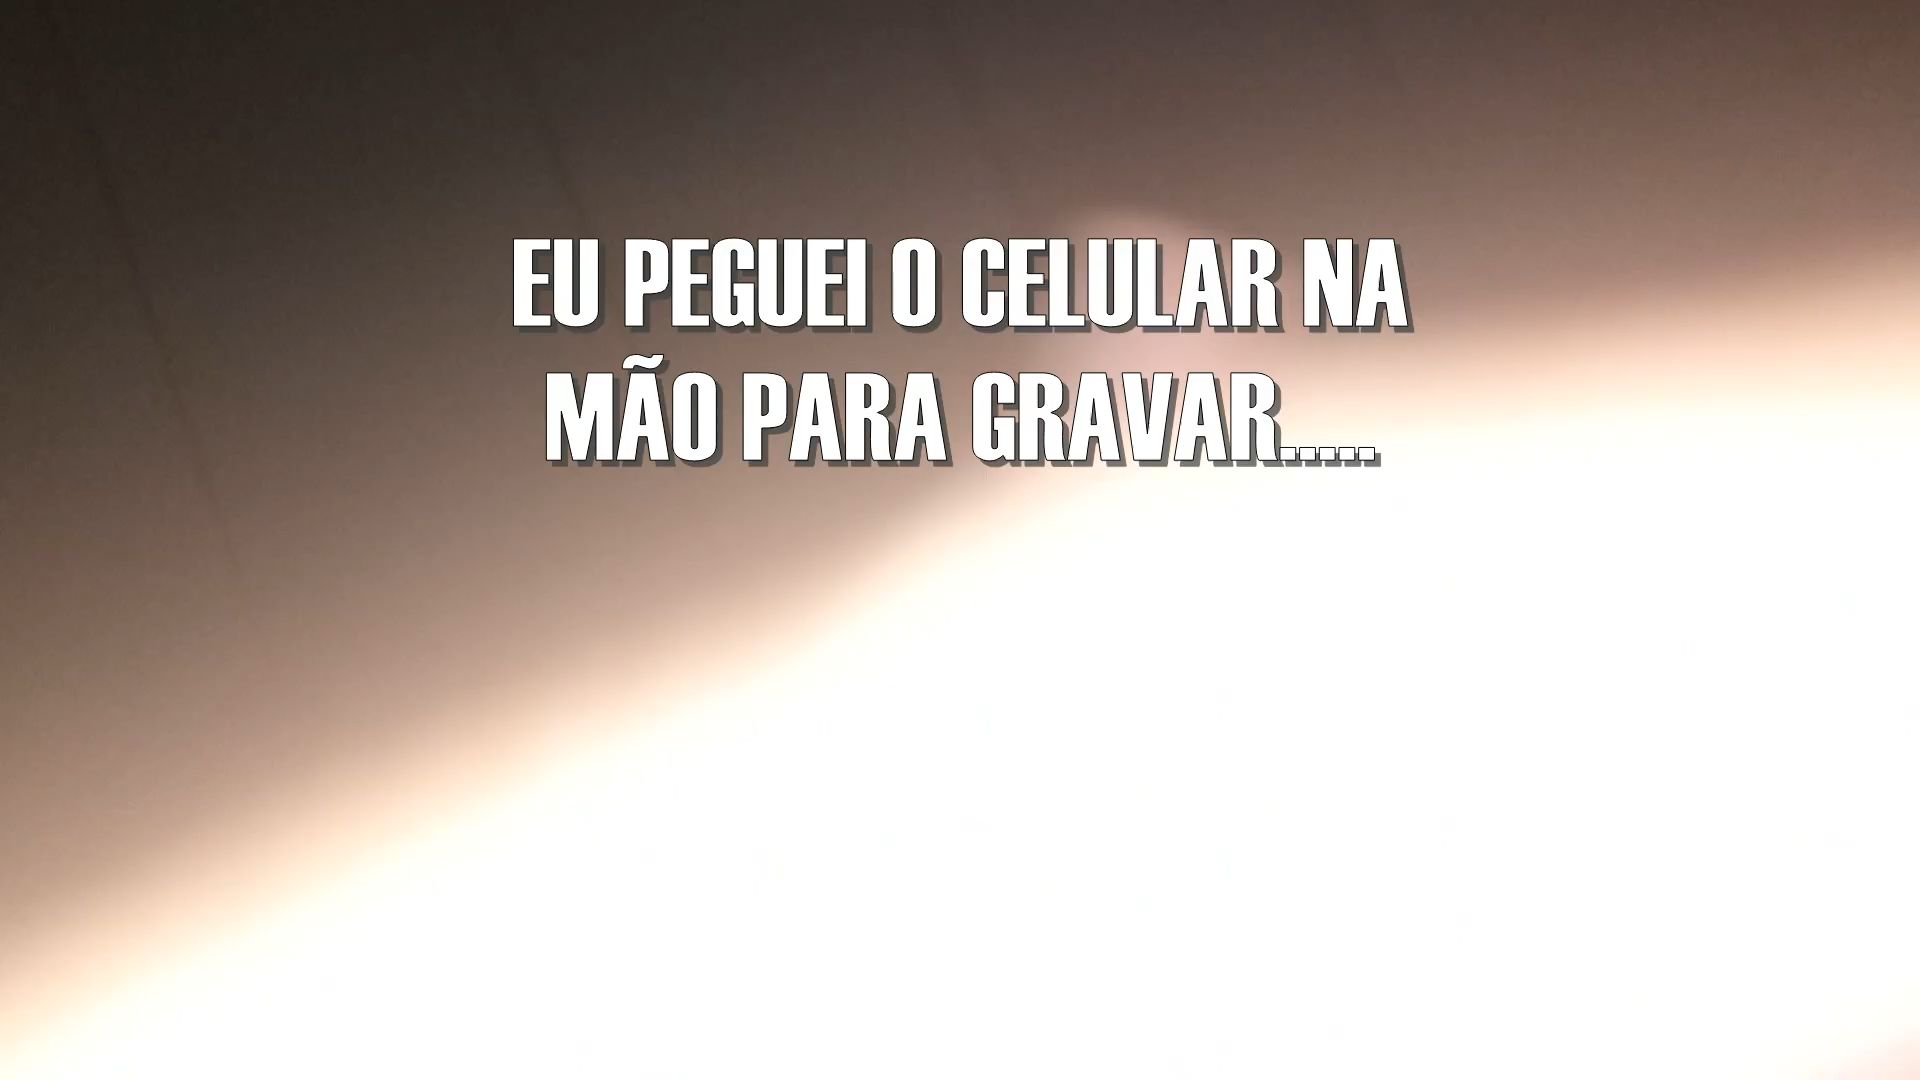 EU PEGUEI O CELULAR NA
MÃO PARA GRAVAR.....